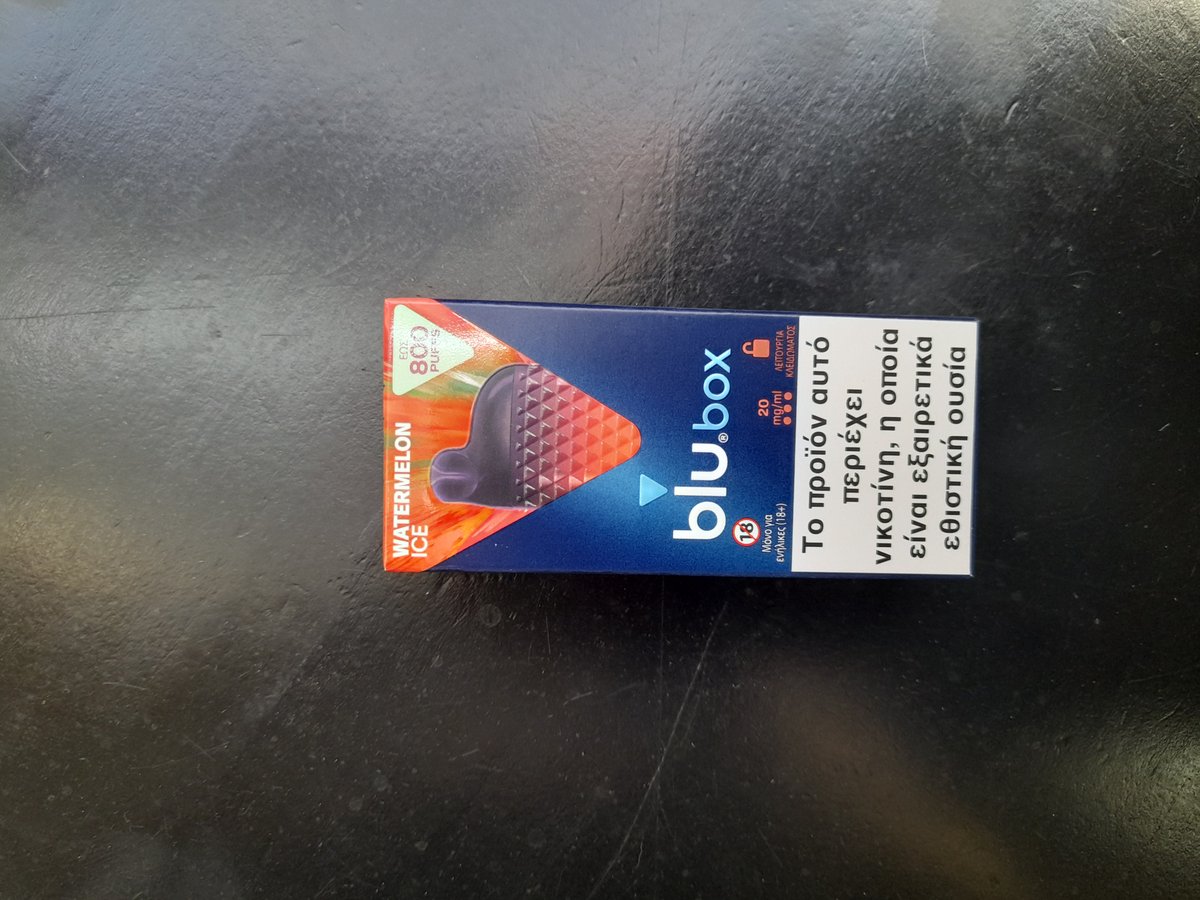 WATERMELON
ICE
ΕΩΣ
800
PUFFS
blu®box
18
Μόνο για
ενήλικες (18+)
20
mg/ml
ΛΕΙΤΟΥΡΓΙΑ
ΚΛΕΙΔΩΜΑΤΟΣ
Το προϊόν αυτό
περιέχει
νικοτίνη, η οποία
είναι εξαιρετικά
εθιστική ουσία